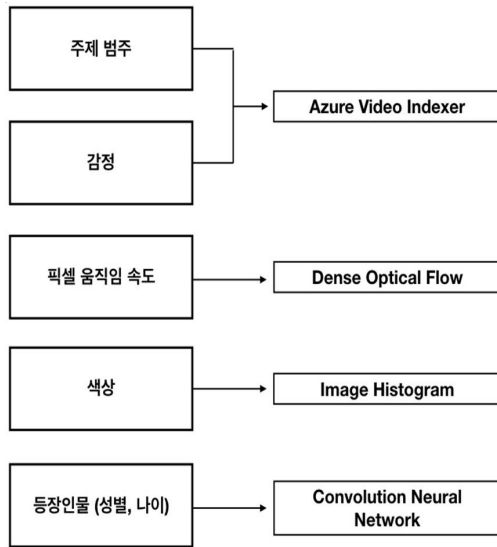 주제 범주
감정
Azure Video Indexer
픽셀 움직임 속도
Dense Optical Flow
색상
Image Histogram
등장인물 (성별, 나이)
Convolution Neural
Network